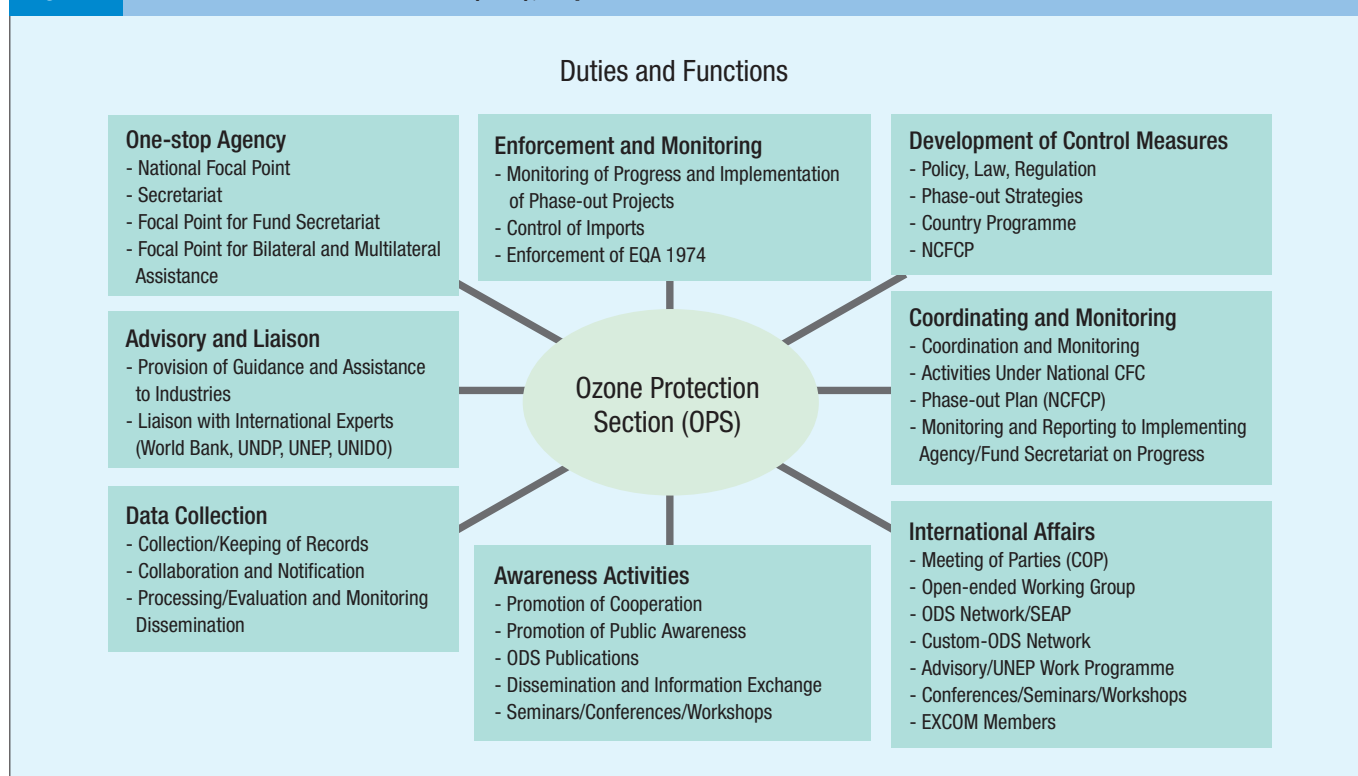 Duties and Functions
One-stop Agency
- National Focal Point
- Secretariat
- Focal Point for Fund Secretariat
- Focal Point for Bilateral and Multilateral
Assistance
Enforcement and Monitoring
- Monitoring of Progress and Implementation
of Phase-out Projects
- Control of Imports
- Enforcement of EQA 1974
Development of Control Measures
- Policy, Law, Regulation
- Phase-out Strategies
- Country Programme
- NCFCP
Advisory and Liaison
- Provision of Guidance and Assistance
to Industries
- Liaison with International Experts
(World Bank, UNDP, UNEP, UNIDO)
Ozone Protection
Section (OPS)
Coordinating and Monitoring
- Coordination and Monitoring
- Activities Under National CFC
- Phase-out Plan (NCFCP)
- Monitoring and Reporting to Implementing
Agency/Fund Secretariat on Progress
Data Collection
- Collection/Keeping of Records
- Collaboration and Notification
- Processing/Evaluation and Monitoring
Dissemination
Awareness Activities
- Promotion of Cooperation
- Promotion of Public Awareness
- ODS Publications
- Dissemination and Information Exchange
- Seminars/Conferences/Workshops
International Affairs
- Meeting of Parties (COP)
- Open-ended Working Group
- ODS Network/SEAP
- Custom-ODS Network
- Advisory/UNEP Work Programme
- Conferences/Seminars/Workshops
- EXCOM Members